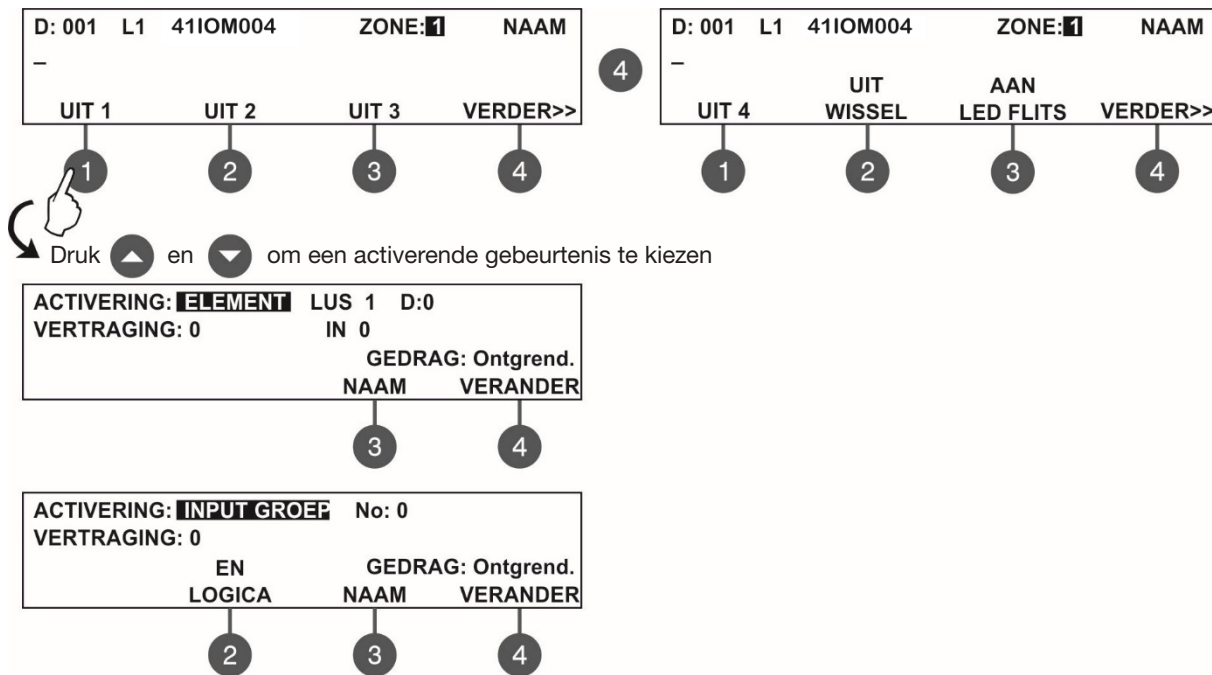 D: 001 L1 41IOM004 ZONE:1 NAAM
_
UIT 1 UIT 2 UIT 3 VERDER>>
1 2 3 4
4
D: 001 L1 41IOM004 ZONE:1 NAAM
_
UIT AAN
UIT 4 WISSEL LED FLITS VERDER>>
1 2 3 4
Druk en om een activerende gebeurtenis te kiezen
ACTIVERING: ELEMENT LUS 1 D:0
VERTRAGING: 0 IN 0
GEDRAG: Ontgrend.
NAAM VERANDER
3 4
ACTIVERING: INPUT GROEP No: 0
VERTRAGING: 0
EN GEDRAG: Ontgrend.
LOGICA NAAM VERANDER
2 3 4